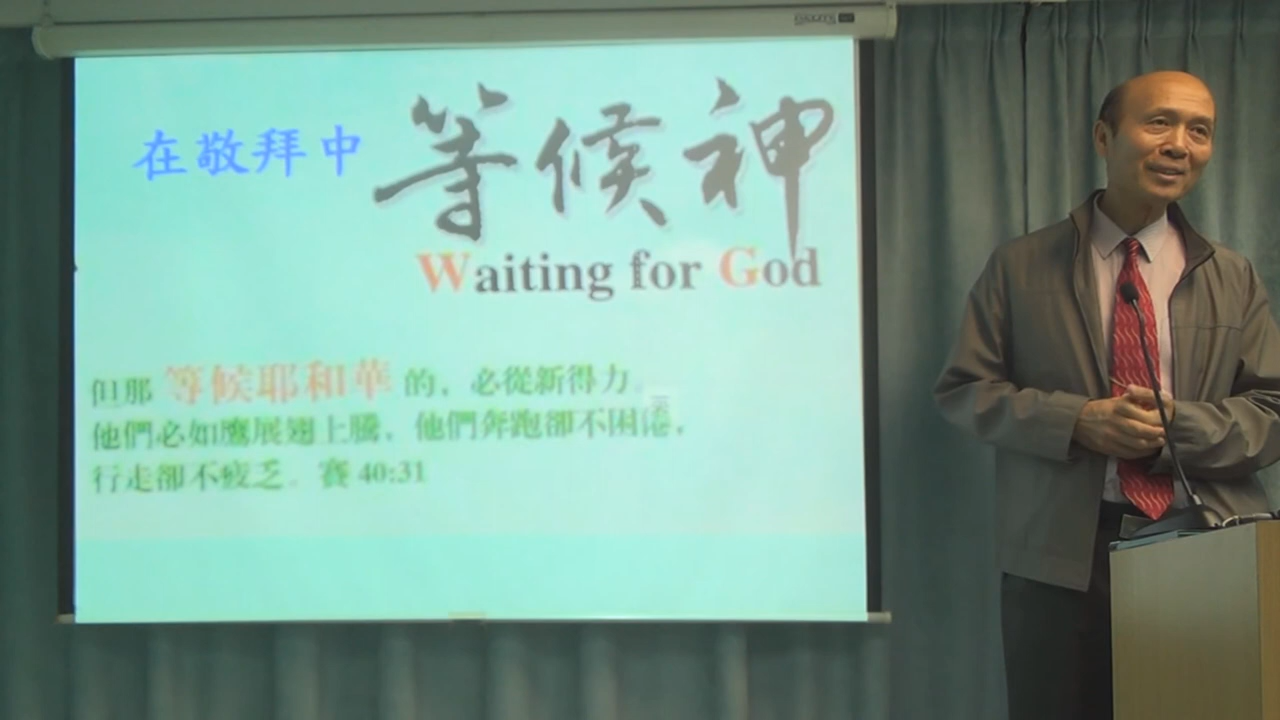 在敬拜中 等候神
Waiting for God
但那 等候耶和華 的，必從新得力。
他們必如鷹展翅上騰，他們奔跑卻不困倦，
行走卻不疲乏。賽 40:31